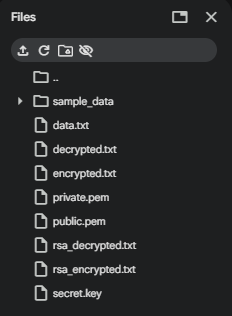 Files
..
sample_data
data.txt
decrypted.txt
encrypted.txt
private.pem
public.pem
rsa_decrypted.txt
rsa_encrypted.txt
secret.key